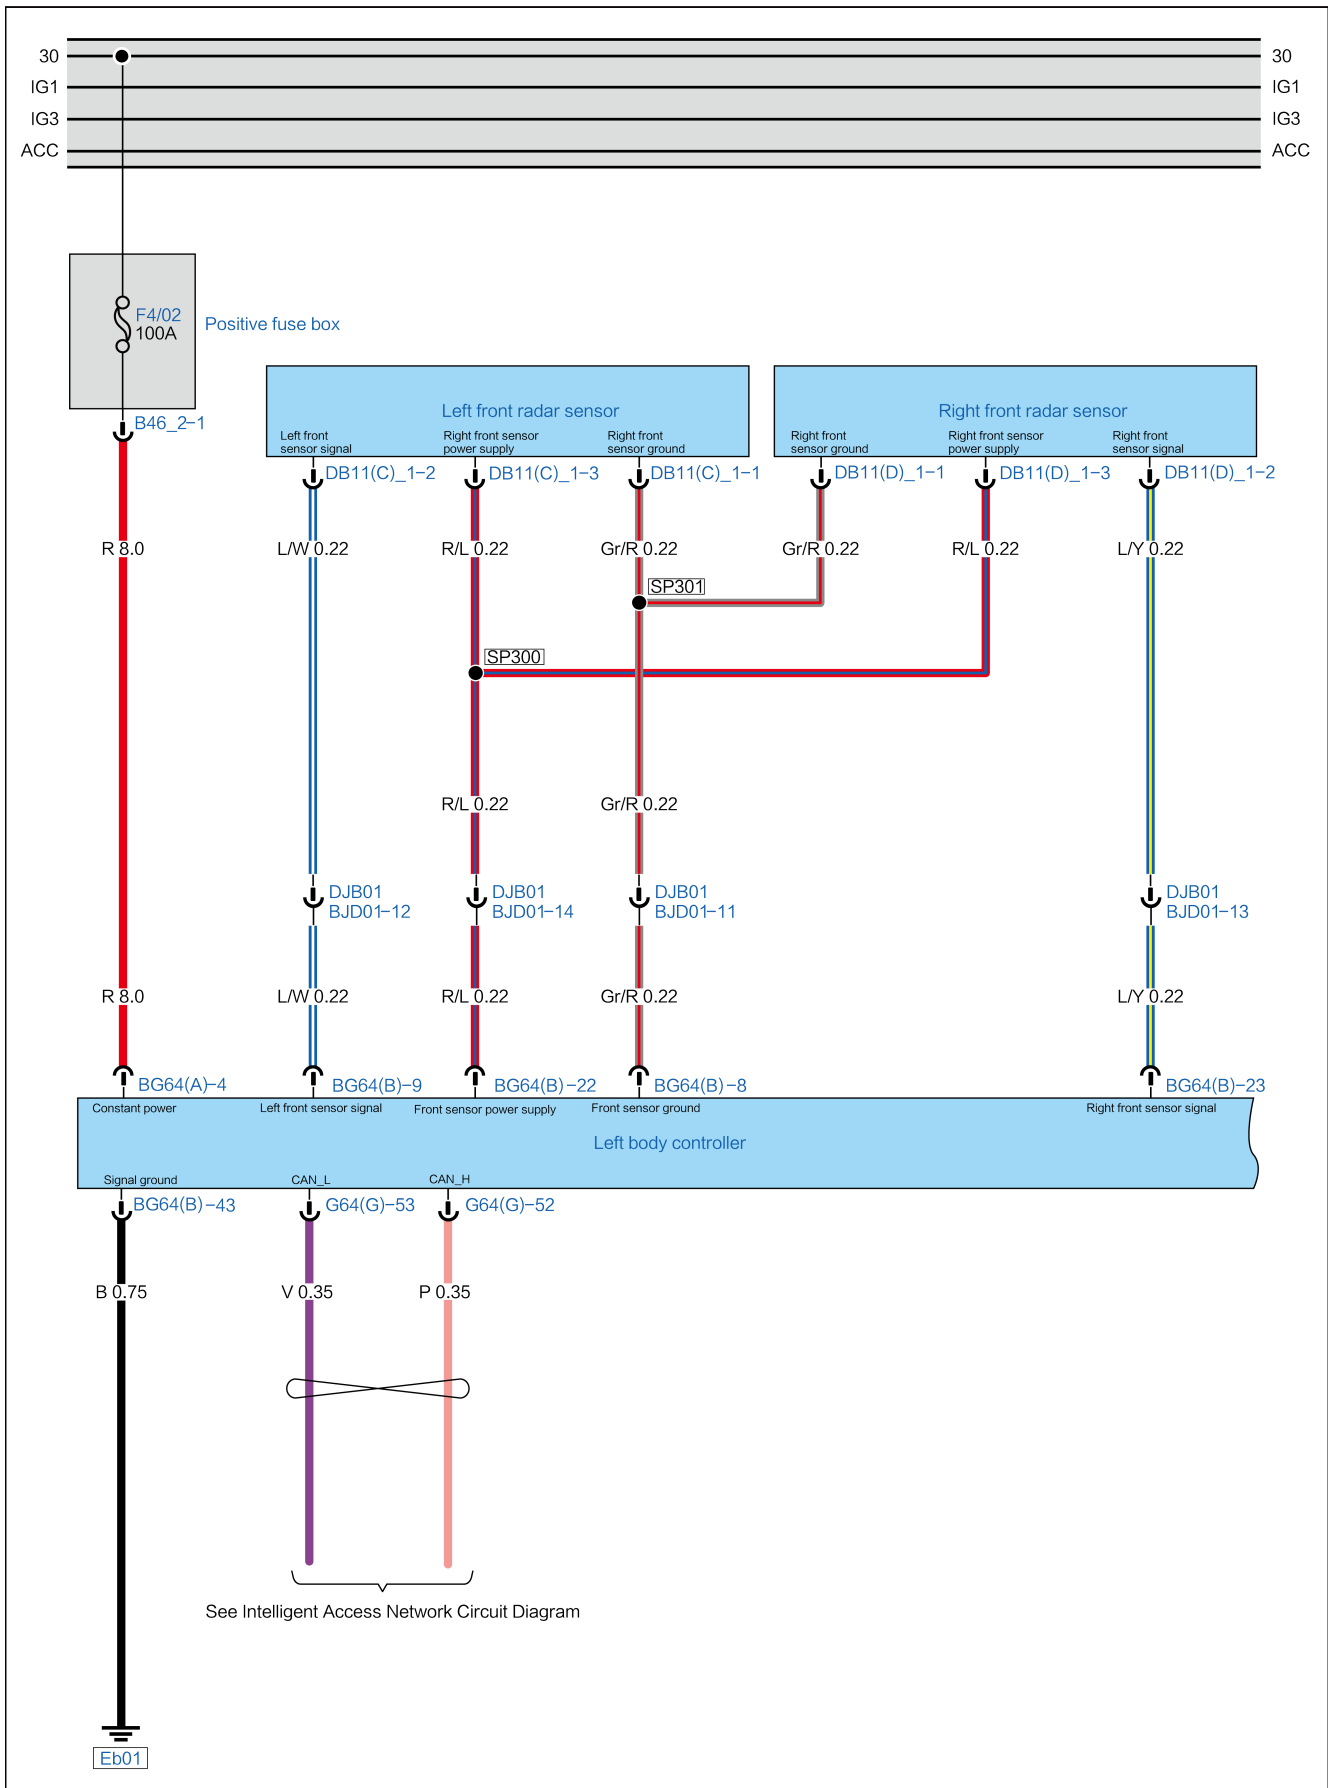 30
30
IG1
IG1
IG3
IG3
ACC
ACC
F4/02
100A
Positive fuse box
B46_2-1
Left front radar sensor
Right front radar sensor
Left front
sensor signal
Right front sensor
power supply
Right front
sensor ground
Right front
sensor ground
Right front sensor
power supply
Right front
sensor signal
DB11(C)_1-2
DB11(C)_1-3
DB11(C)_1-1
DB11(D)_1-1
DB11(D)_1-3
DB11(D)_1-2
R 8.0
L/W 0.22
R/L 0.22
Gr/R 0.22
Gr/R 0.22
R/L 0.22
L/Y 0.22
SP301
SP300
R/L 0.22
Gr/R 0.22
DJB01
BJD01-12
DJB01
BJD01-14
DJB01
BJD01-11
DJB01
BJD01-13
R 8.0
L/W 0.22
R/L 0.22
Gr/R 0.22
L/Y 0.22
BG64(A)-4
BG64(B)-9
BG64(B)-22
BG64(B)-8
BG64(B)-23
Constant power
Left front sensor signal
Front sensor power supply
Front sensor ground
Right front sensor signal
Left body controller
Signal ground
CAN_L
CAN_H
BG64(B)-43
G64(G)-53
G64(G)-52
B 0.75
V 0.35
P 0.35
See Intelligent Access Network Circuit Diagram
Eb01